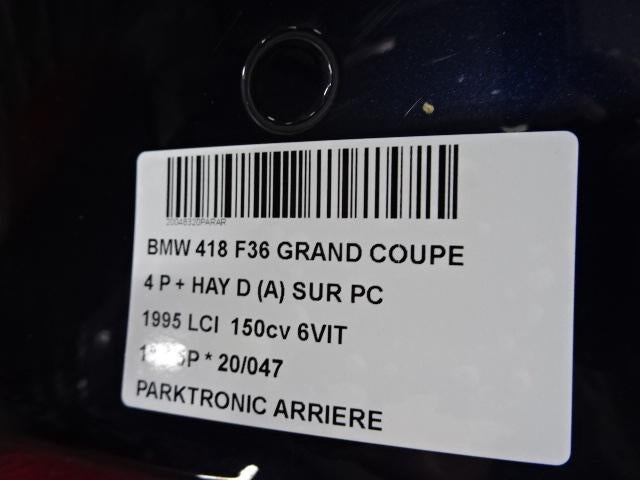 20048320PARAR
BMW 418 F36 GRAND COUPE
4 P + HAY D (A) SUR PC
1995 LCI 150cv 6VIT
* 20/047
PARKTRONIC ARRIERE